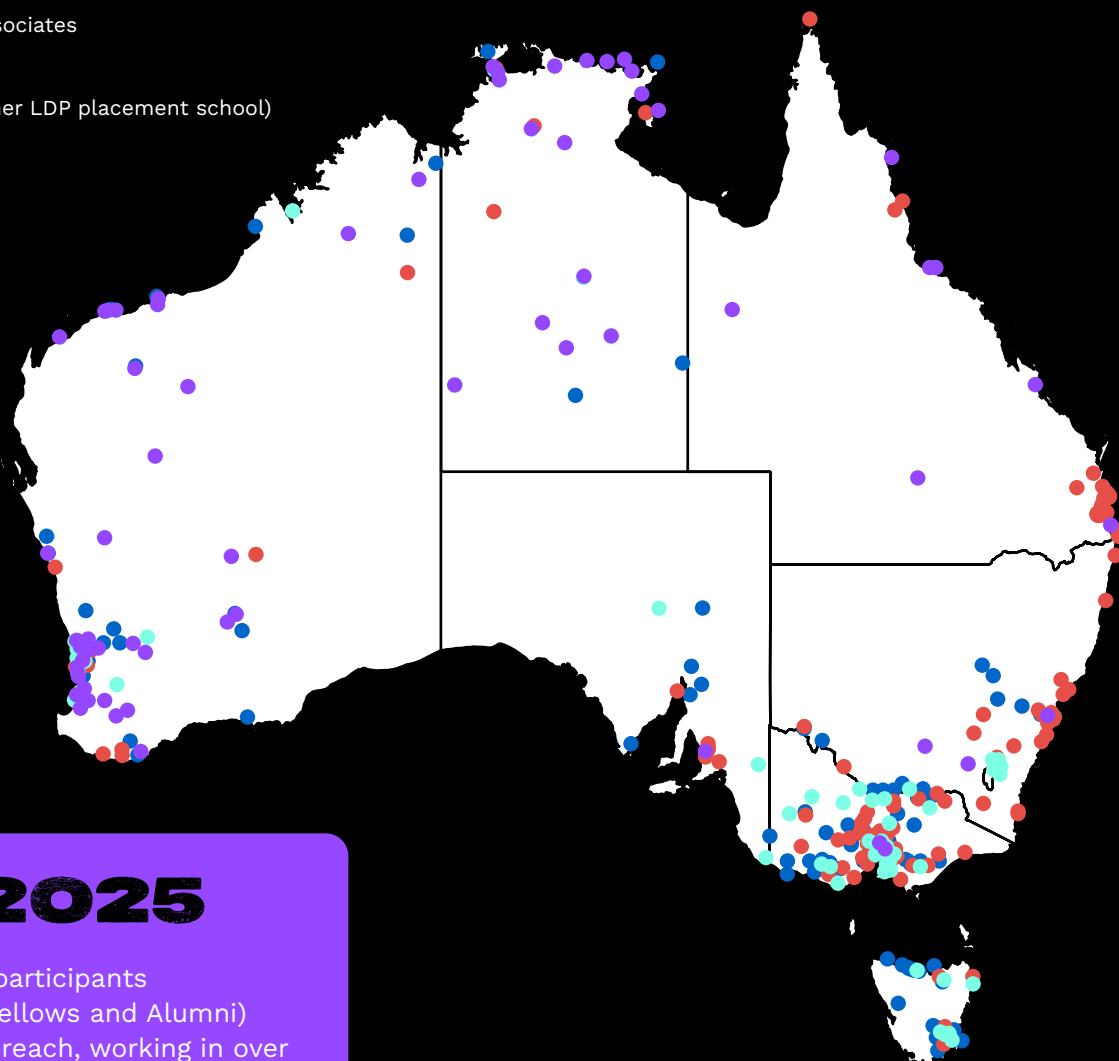 sociates
er LDP placement school)
2025
participants
ellows and Alumni)
reach, working in over